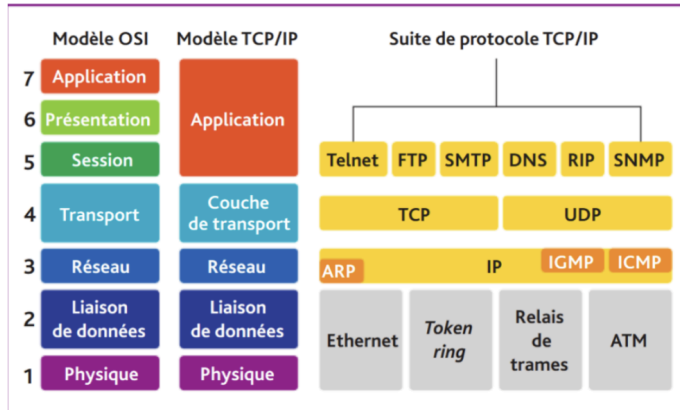 Modèle OSI
Modèle TCP/IP
Suite de protocole TCP/IP
7
Application
6
Présentation
Application
5
Session
Telnet
FTP
SMTP
DNS
RIP
SNMP
4
Transport
Couche
de transport
TCP
UDP
3
Réseau
Réseau
ARP
IP
IGMP
ICMP
2
Liaison
de données
Liaison
de données
Ethernet
Token
ring
Relais
de
trames
ATM
1
Physique
Physique